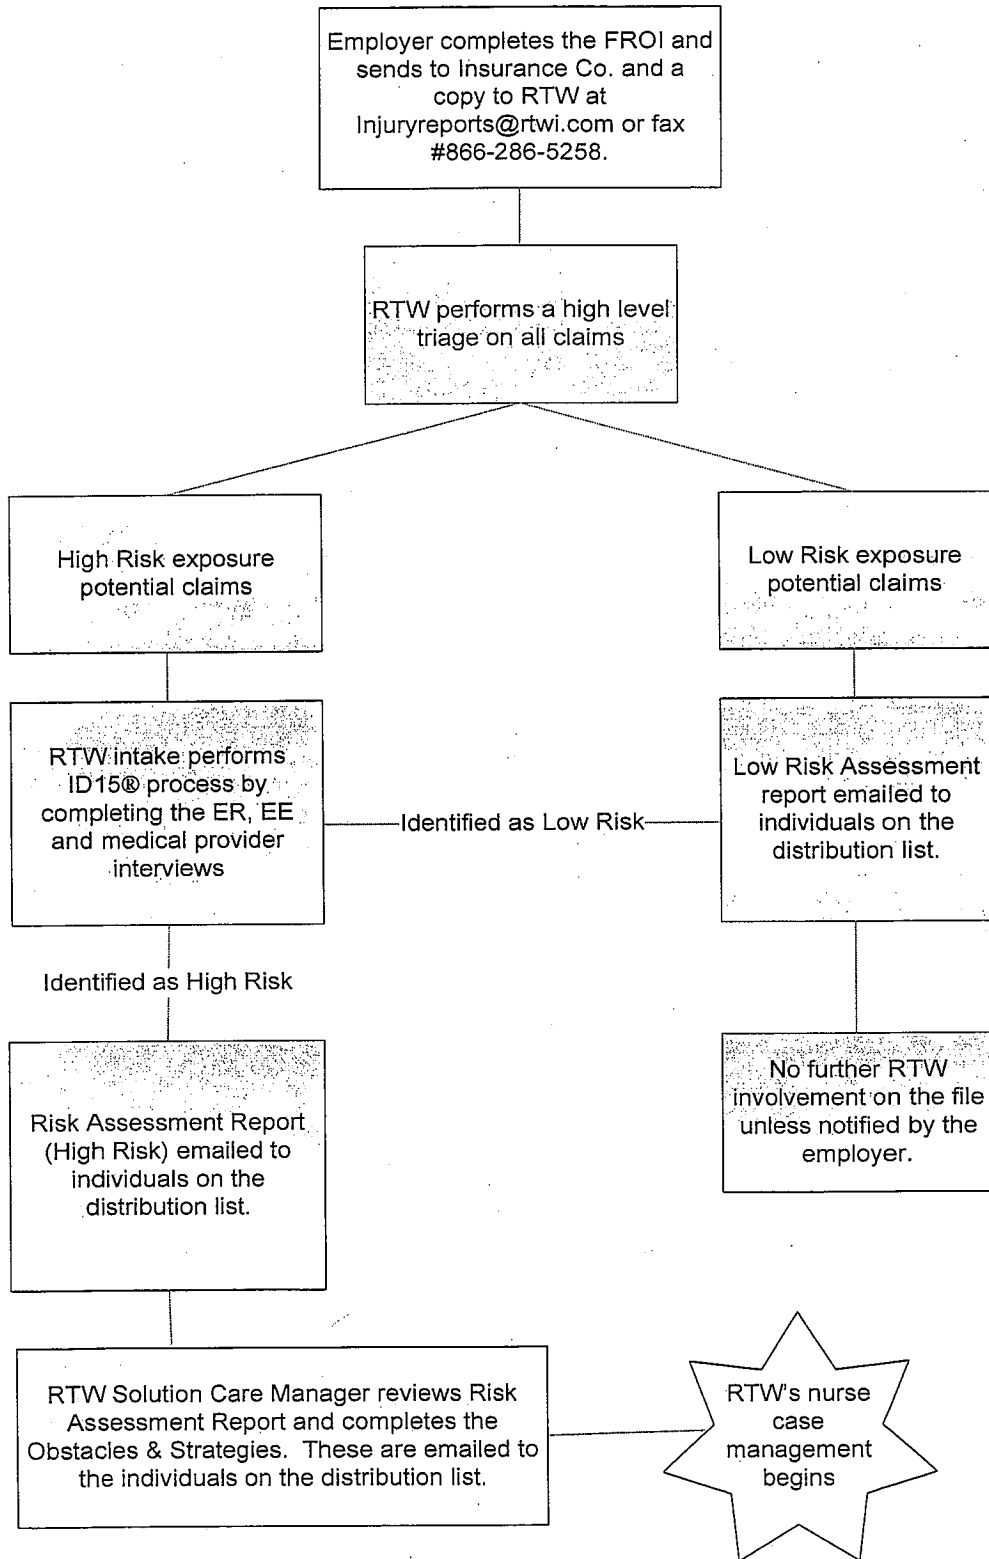 Employer completes the FROI and
sends to Insurance Co. and a
copy to RTW at
Injuryreports@rtwi.com or fax
#866-286-5258.
RTW performs a high level
triage on all claims
High Risk exposure
potential claims
Low Risk exposure
potential claims
RTW intake performs
ID15® process by
completing the ER, EE
and medical provider
interviews
Identified as Low Risk
Low Risk Assessment
report emailed to
individuals on the
distribution list.
Identified as High Risk
Risk Assessment Report
(High Risk) emailed to
individuals on the
distribution list.
No further RTW
involvement on the file
unless notified by the
employer.
RTW Solution Care Manager reviews Risk
Assessment Report and completes the
Obstacles & Strategies. These are emailed to
the individuals on the distribution list.
RTW's nurse
case
management
begins